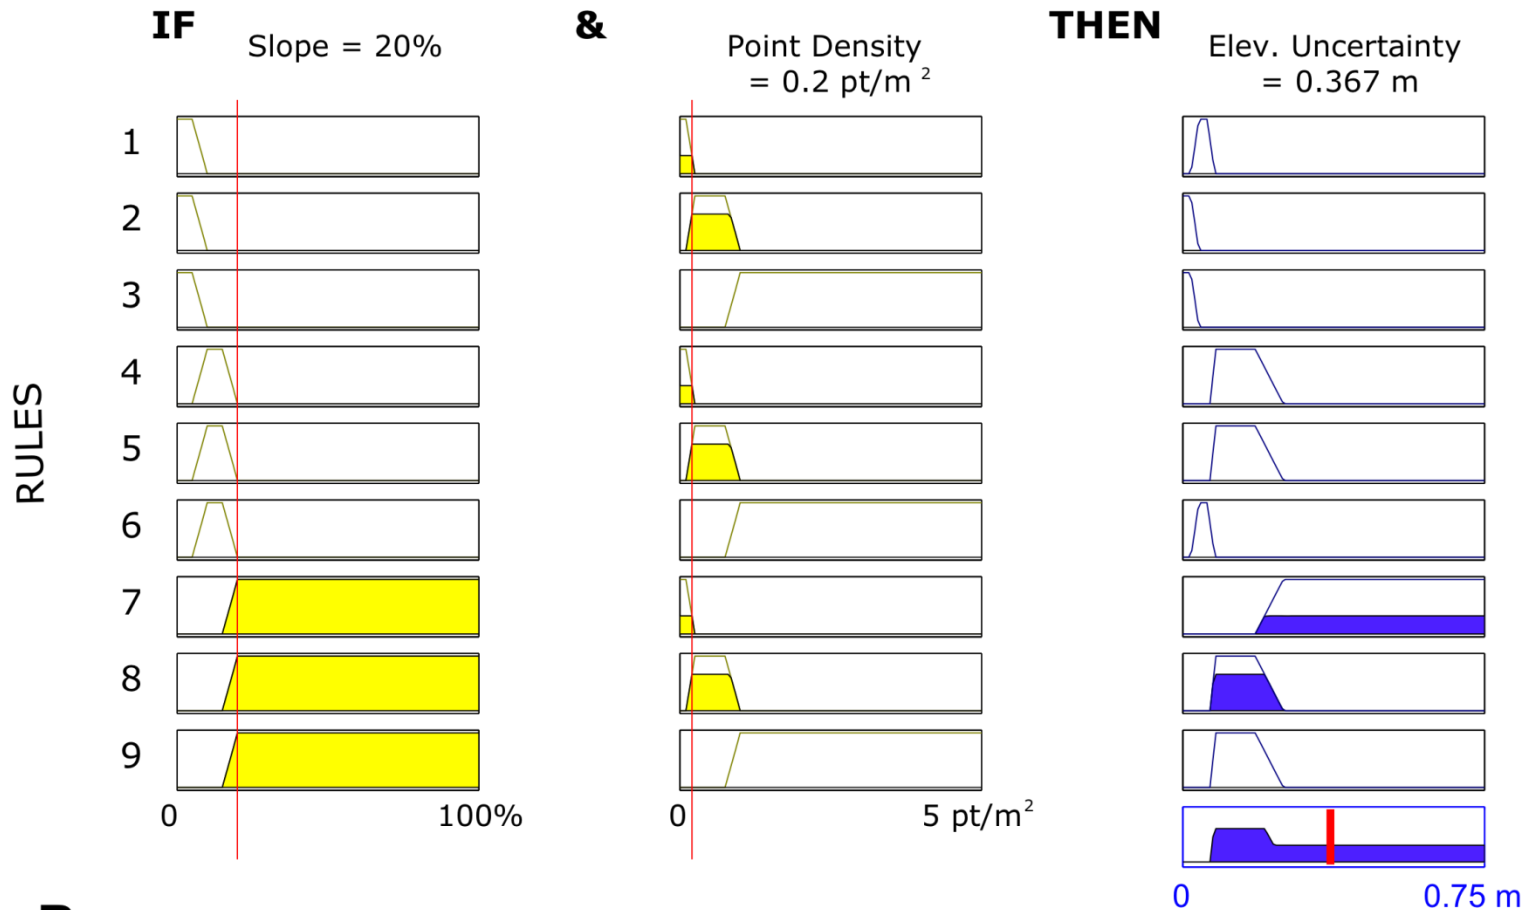 IF & THEN
Slope = 20%
Point Density
= 0.2 pt/m ²
Elev. Uncertainty
= 0.367 m
RULES
1
2
3
4
5
6
7
8
9
0 100%
0 5 pt/m²
0 0.75 m